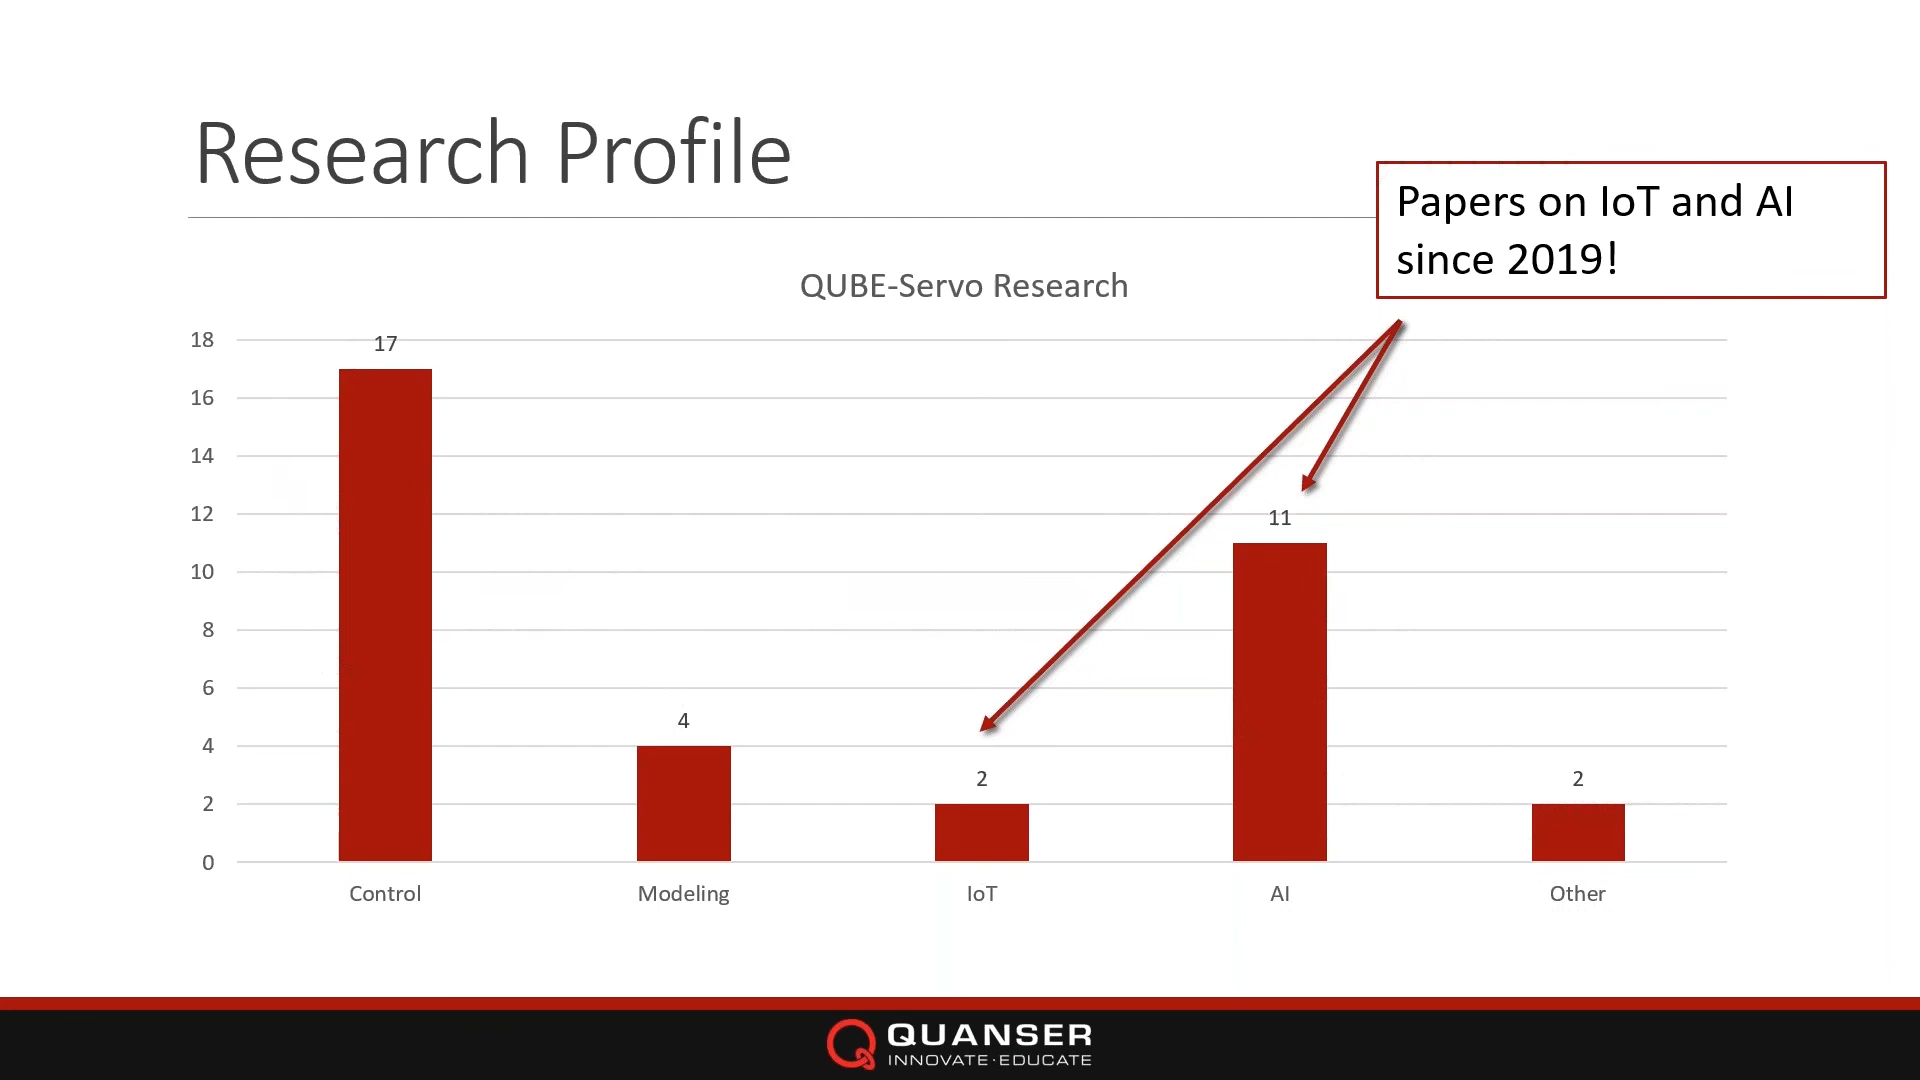 Research Profile
Papers on IoT and AI
since 2019!
QUBE-Servo Research
18
16
14
12
10
8
6
4
2
0
17
4
2
11
2
Control
Modeling
IoT
AI
Other
QUANSER
INNOVATE·EDUCATE